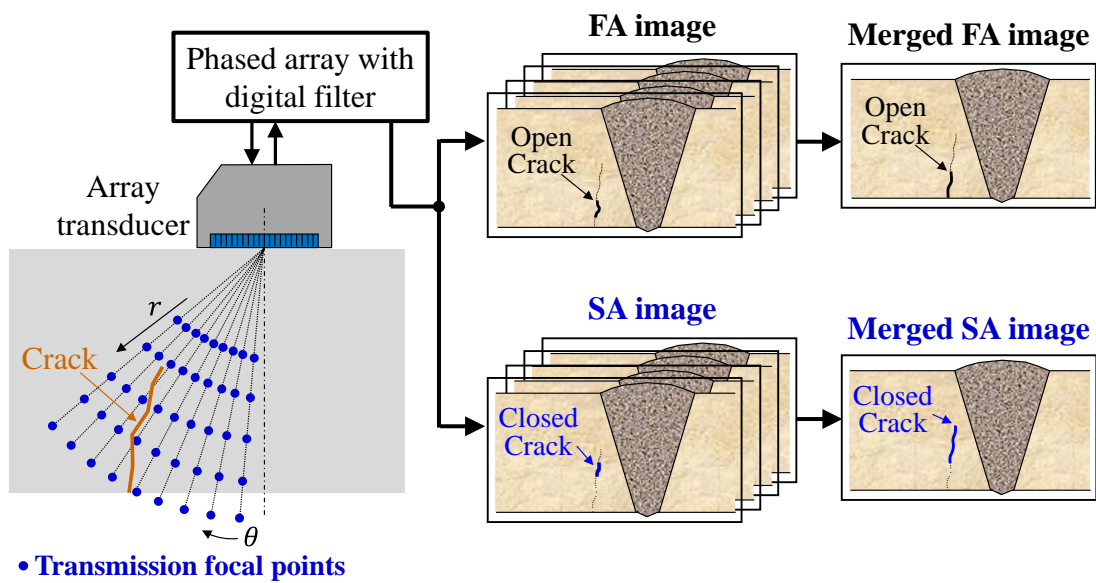 Phased array with
digital filter
Array
transducer
r
Crack
θ
• Transmission focal points
FA image
Open
Crack
Merged FA image
Open
Crack
SA image
Closed
Crack
Merged SA image
Closed
Crack